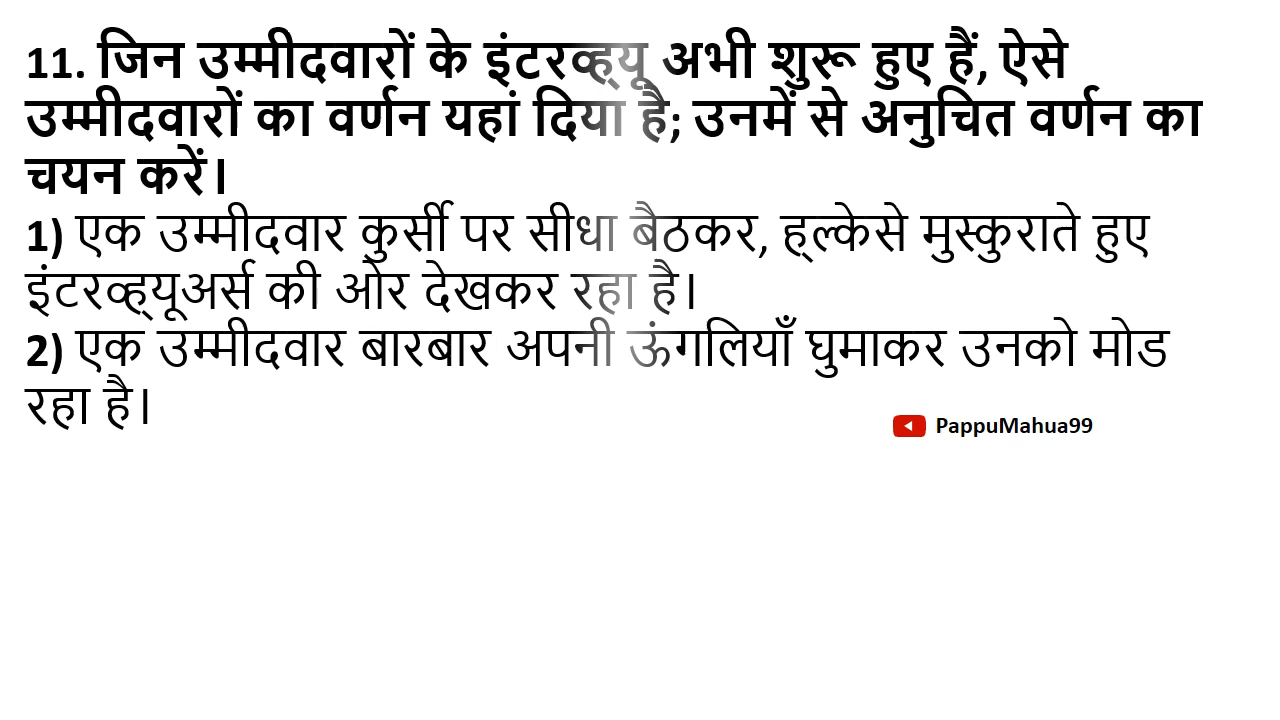 11. जिन उम्मीदवारों के इंटरव्ह्यू अभी शुरू हुए हैं, ऐसे
उम्मीदवारों का वर्णन यहां दिया है; उनमें से अनुचित वर्णन का
चयन करें।
1) एक उम्मीदवार कुर्सी पर सीधा बैठकर, ह्ल्केसे मुस्कुराते हुए
इंटरव्ह्यूअर्स की ओर देखकर रहा है।
2) एक उम्मीदवार बारबार अपनी ऊंगलियाँ घुमाकर उनको मोड
रहा है।
PappuMahua99